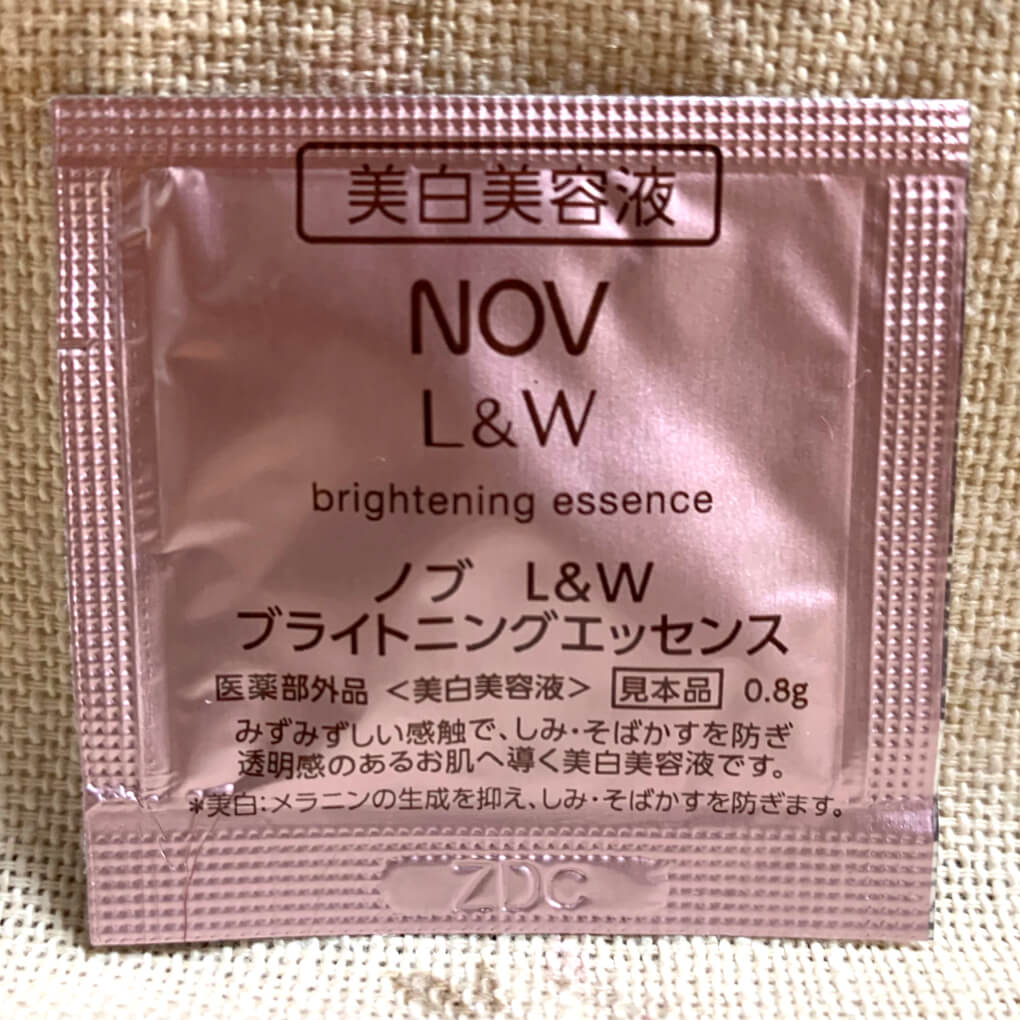 美白美容液
NOV
L&W
brightening essence
ノブ L&W
ブライトニングエッセンス
医薬部外品 <美白美容液> 見本品 0.8g
みずみずしい感触で、しみ・そばかすを防ぎ
透明感のあるお肌へ導く美白美容液です。
*美白:メラニンの生成を抑え、しみ・そばかすを防ぎます。
ZDC